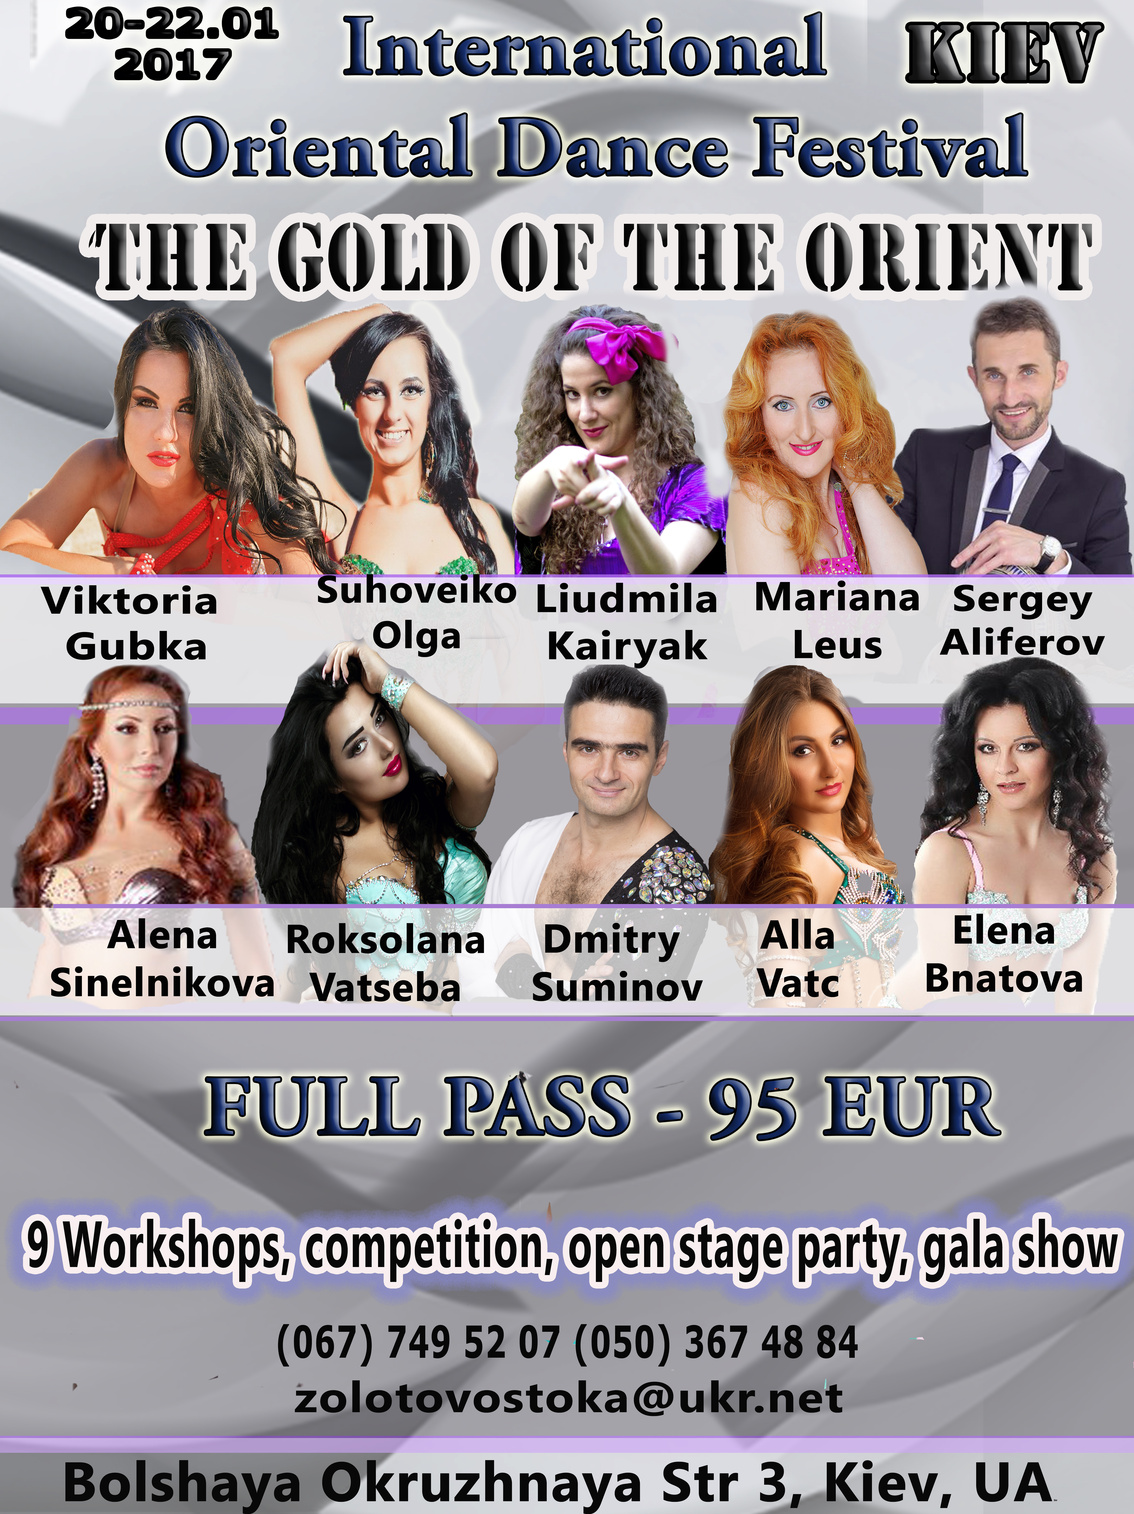 20-22.01
2017
International
KIEV
Oriental Dance Festival
THE GOLD OF THE ORIENT
Viktoria
Gubka
Suhoveiko
Olga
Liudmila
Kairyak
Mariana
Leus
Sergey
Aliferov
Alena
Sinelnikova
Roksolana
Vatseba
Dmitry
Suminov
Alla
Vatc
Elena
Bnatova
FULL PASS - 95 EUR
9 Workshops, competition, open stage party, gala show
(067) 749 52 07 (050) 367 48 84
zolotovostoka@ukr.net
Bolshaya Okruzhnaya Str 3, Kiev, UA